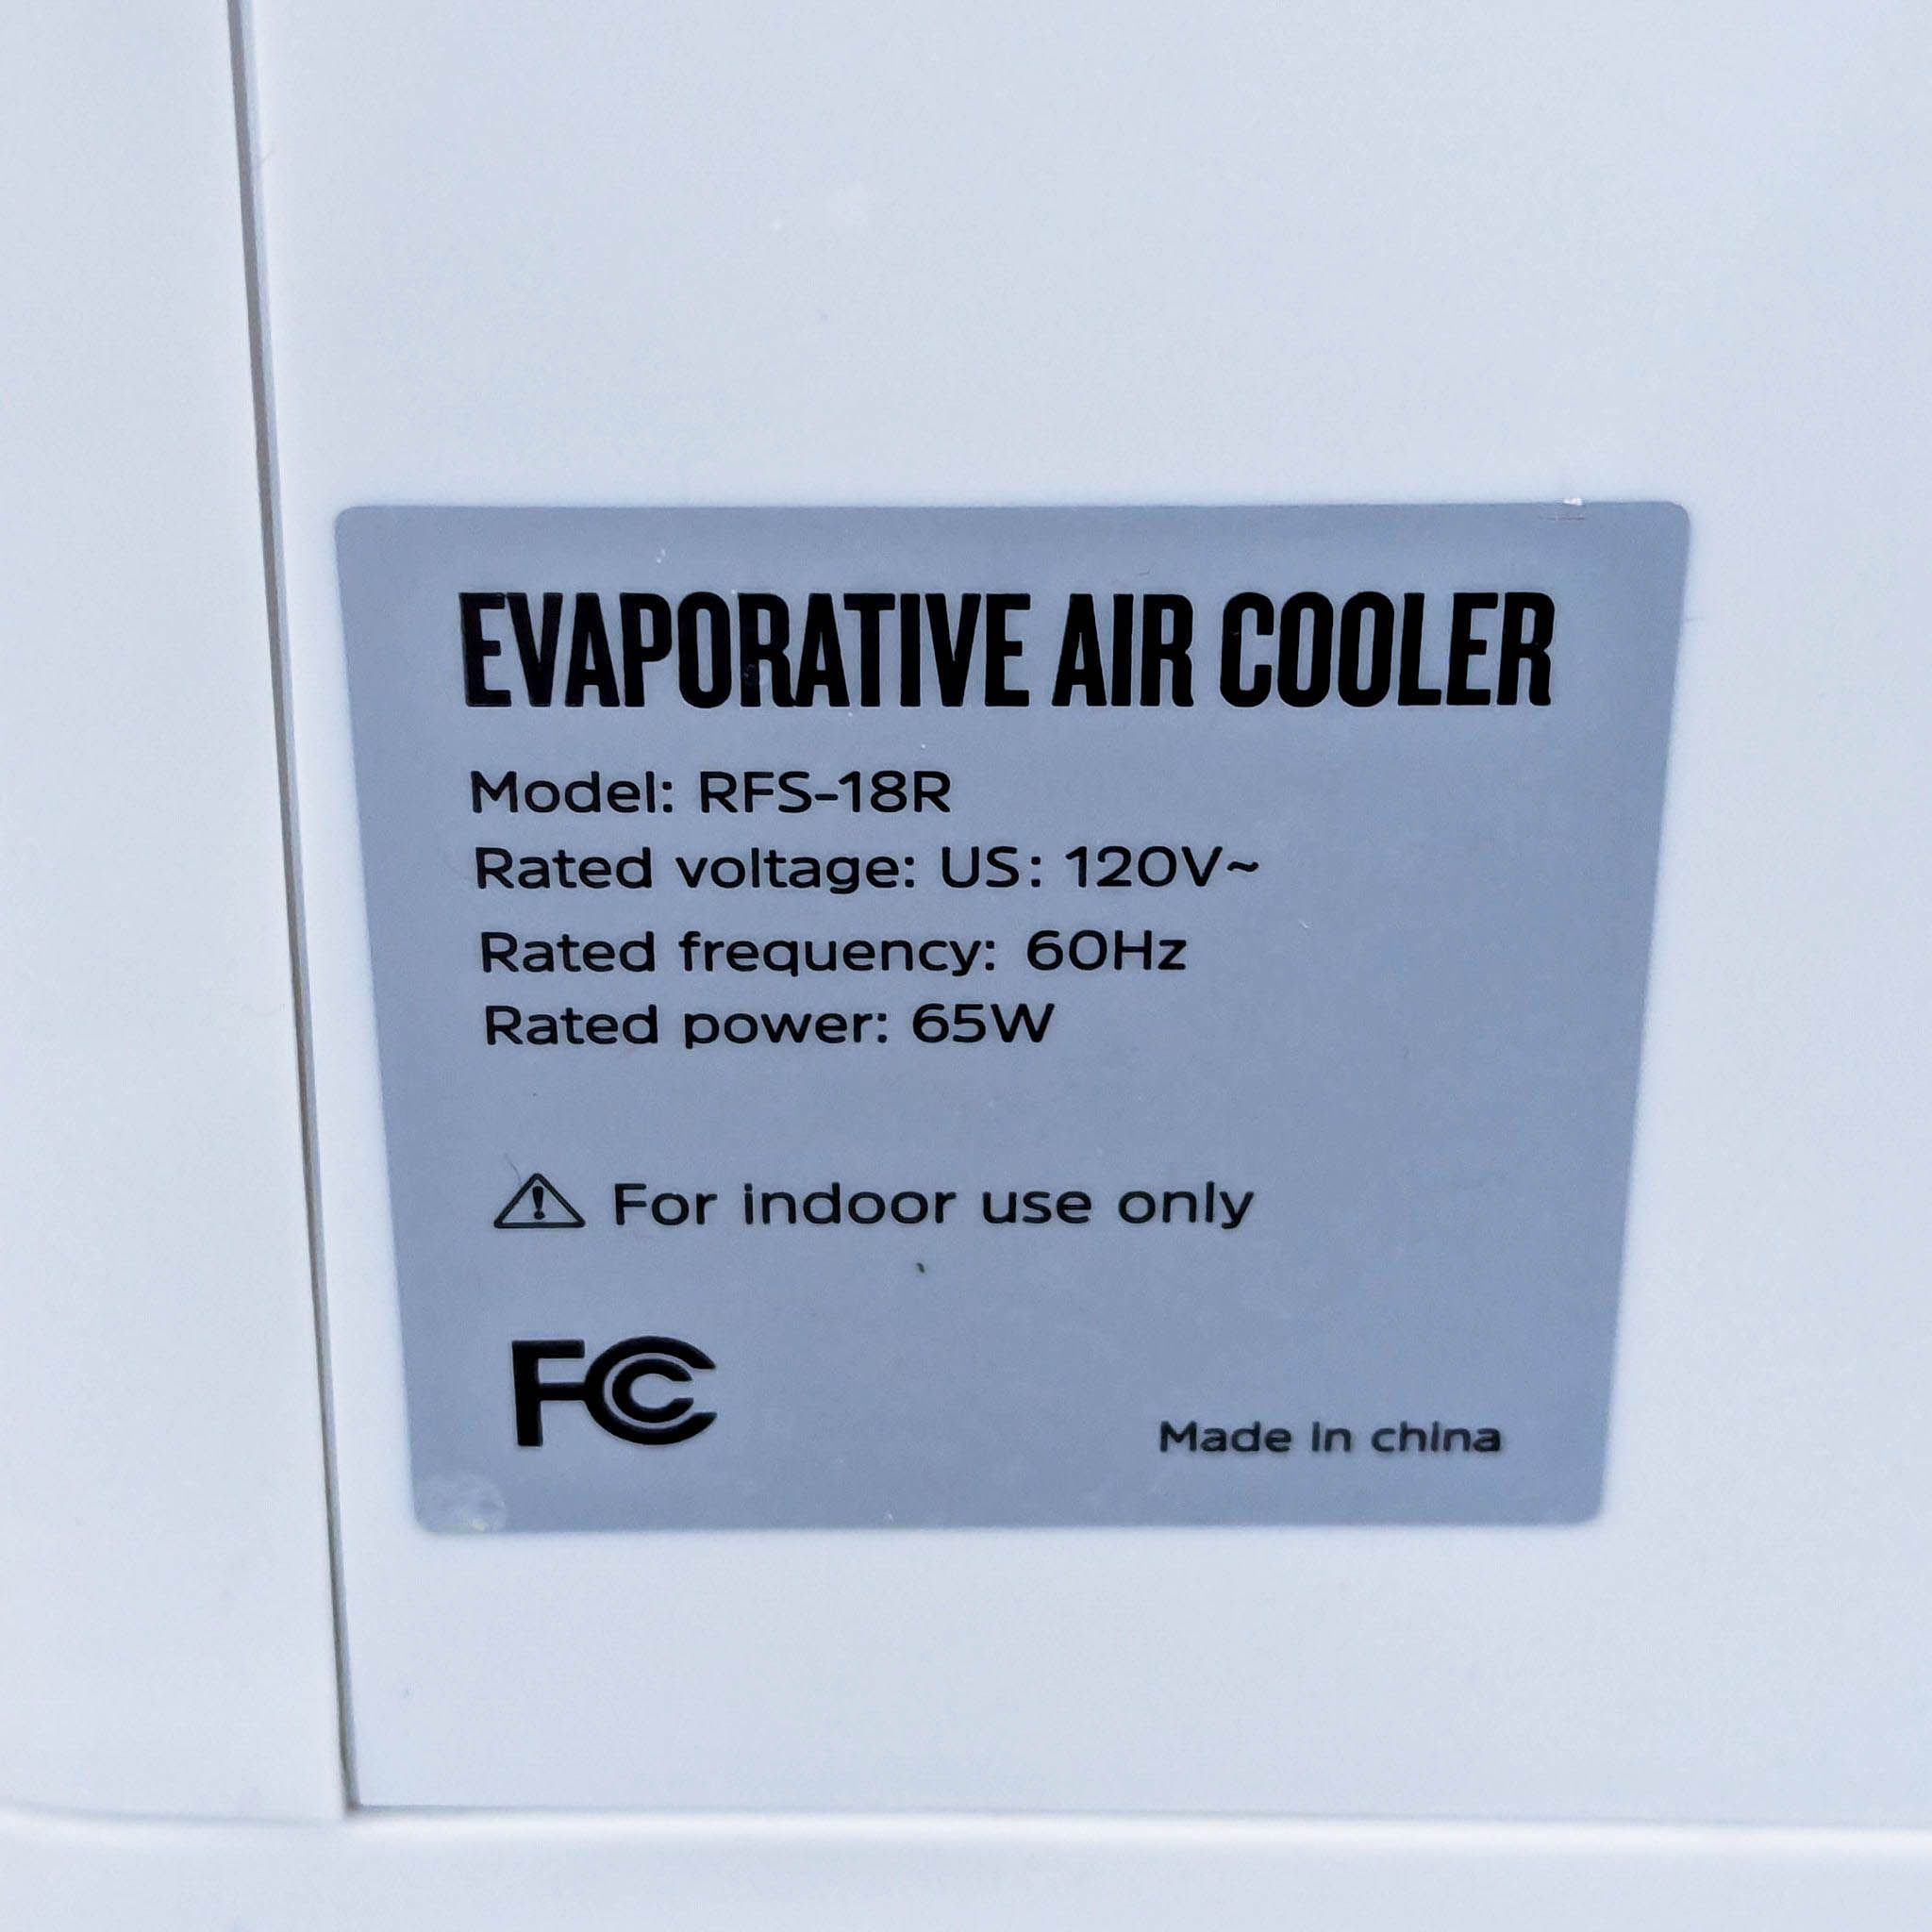 EVAPORATIVE AIR COOLER
Model: RFS-18R
Rated voltage: US: 120V~
Rated frequency: 60Hz
Rated power: 65W
For indoor use only
FC
Made in china